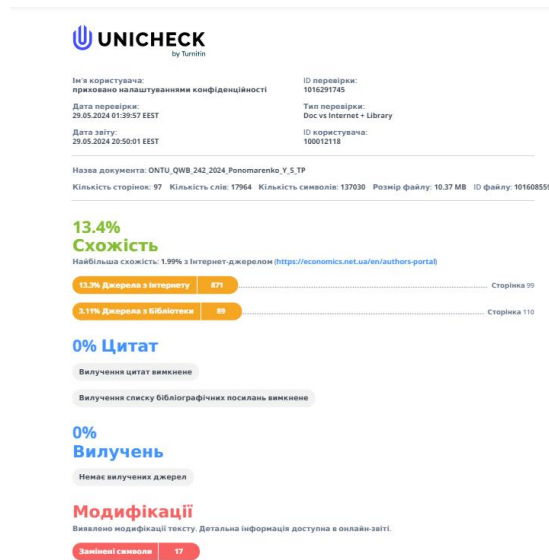 UNICHECK
by Turnitin
Ім'я користувача:
приховано налаштуваннями конфіденційності
ID перевірки:
1016291745
Дата перевірки:
29.05.2024 01:39:57 EEST
Тип перевірки:
Doc vs Internet + Library
Дата звіту:
29.05.2024 20:50:01 EEST
ID користувача:
100012118
Назва документа: ONTU_QWB_242_2024_Ponomarenko_Y_S_TP
Кількість сторінок: 97 Кількість слів: 17964 Кількість символів: 137030 Розмір файлу: 10.37 MB ID файлу: 101608559
13.4%
Схожість
Найбільша схожість: 1.99% з Інтернет-джерелом (https://economics.net.ua/en/authors-portal)
13.3% Джерела з Інтернету 871 Сторінка 99
3.11% Джерела з Бібліотеки 89 Сторінка 110
0% Цитат
Вилучення цитат вимкнене
Вилучення списку бібліографічних посилань вимкнене
0%
Вилучень
Немає вилучених джерел
Модифікації
Виявлено модифікації тексту. Детальна інформація доступна в онлайн-звіті.
Замінені символи 17